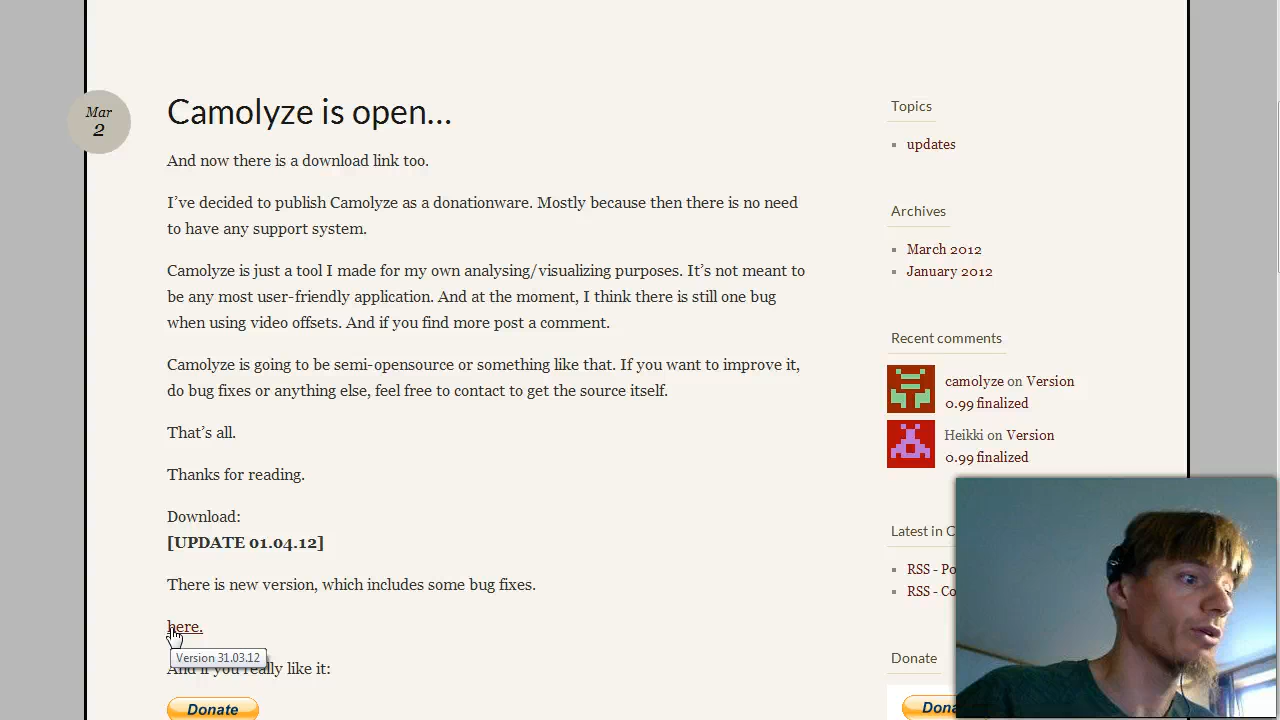 Mar
2
Camolyze is open...
And now there is a download link too.
I've decided to publish Camolyze as a donationware. Mostly because then there is no need
to have any support system.
Camolyze is just a tool I made for my own analysing/visualizing purposes. It's not meant to
be any most user-friendly application. And at the moment, I think there is still one bug
when using video offsets. And if you find more post a comment.
Camolyze is going to be semi-opensource or something like that. If you want to improve it,
do bug fixes or anything else, feel free to contact to get the source itself.
That's all.
Thanks for reading.
Download:
[UPDATE 01.04.12]
There is new version, which includes some bug fixes.
here.
Version 31.03.12
And if you really like it:
Donate
Topics
updates
Archives
March 2012
January 2012
Recent comments
camolyze on Version
0.99 finalized
Heikki on Version
0.99 finalized
Latest in
RSS -
RSS -
Donate